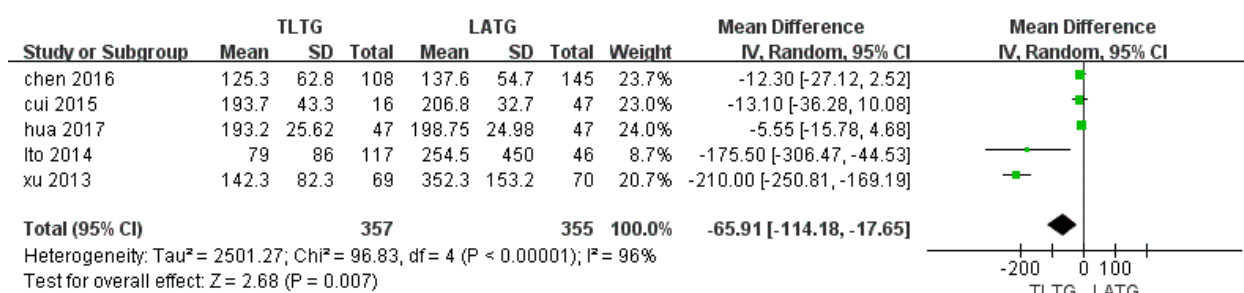 TLTG LATG Mean Difference Mean Difference
Study or Subgroup Mean SD Total Mean SD Total Weight IV, Random, 95% CI IV, Random, 95% CI
chen 2016 125.3 62.8 108 137.6 54.7 145 23.7% -12.30 [-27.12, 2.52]
cui 2015 193.7 43.3 16 206.8 32.7 47 23.0% -13.10 [-36.28, 10.08]
hua 2017 193.2 25.62 47 198.75 24.98 47 24.0% -5.55 [-15.78, 4.68]
Ito 2014 79 86 117 254.5 450 46 8.7% -175.50 [-306.47, -44.53]
xu 2013 142.3 82.3 69 352.3 153.2 70 20.7% -210.00 [-250.81, -169.19]
Total (95% CI) 357 355 100.0% -65.91 [-114.18, -17.65]
Heterogeneity: Tau² = 2501.27; Chi² = 96.83, df = 4 (P < 0.00001); I² = 96%
Test for overall effect: Z = 2.68 (P = 0.007)
-200 0 100
TLTG LATG